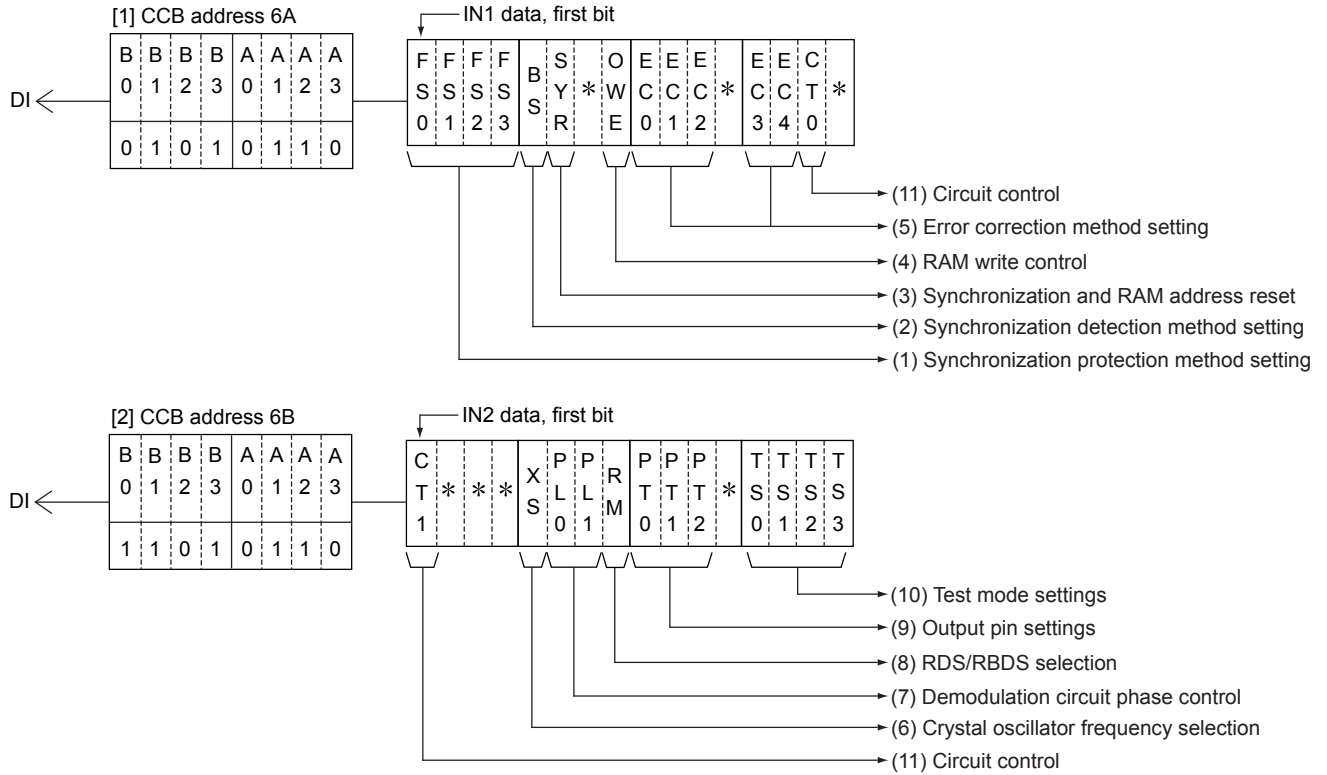 [1] CCB address 6A
IN1 data, first bit
DI
B0 B1 B2 B3 A0 A1 A2 A3
0 1 0 1 0 1 1 0
FS0 FS1 FS2 FS3 BS SYR * OWE EC0 EC1 EC2 * EC3 EC4 CT0 *
(11) Circuit control
(5) Error correction method setting
(4) RAM write control
(3) Synchronization and RAM address reset
(2) Synchronization detection method setting
(1) Synchronization protection method setting
[2] CCB address 6B
IN2 data, first bit
DI
B0 B1 B2 B3 A0 A1 A2 A3
1 1 0 1 0 1 1 0
CT1 * * * XS PL0 PL1 RM PT0 PT1 PT2 * TS0 TS1 TS2 TS3
(10) Test mode settings
(9) Output pin settings
(8) RDS/RBDS selection
(7) Demodulation circuit phase control
(6) Crystal oscillator frequency selection
(11) Circuit control